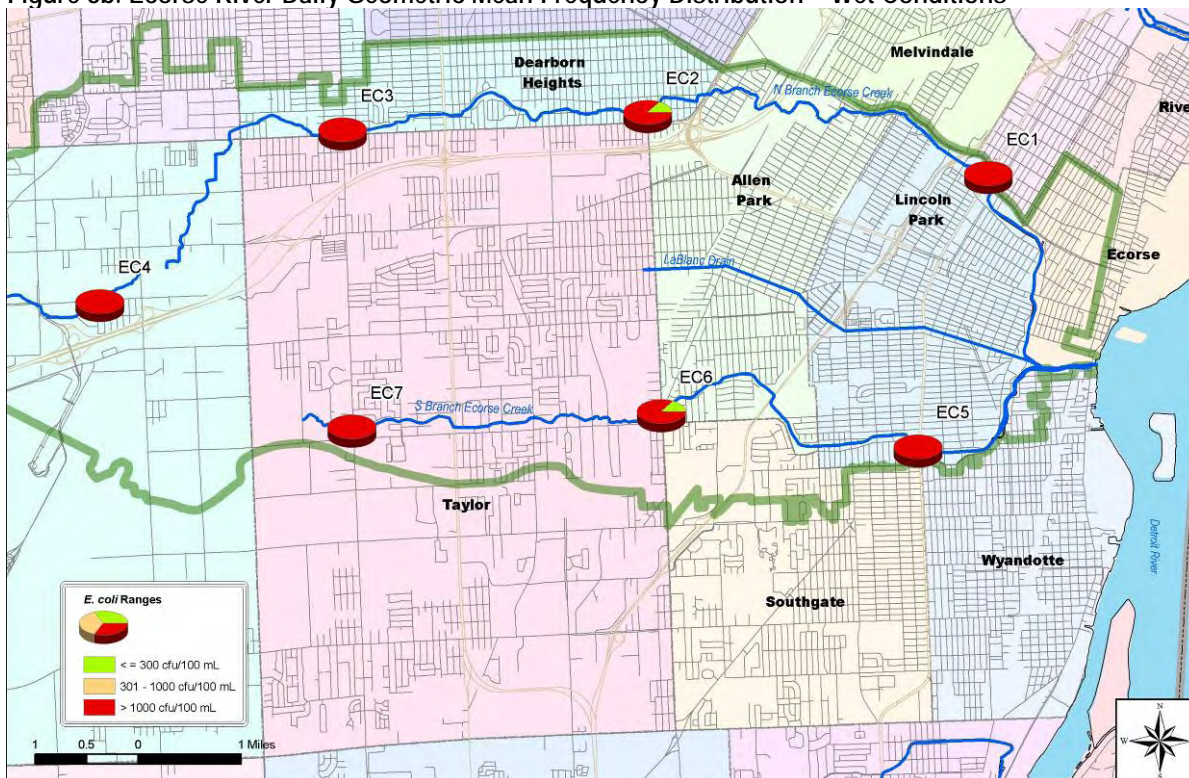 Figure 3b. Ecorse River Daily Geometric Mean Frequency Distribution – Wet Conditions
Melvindale
Dearborn
Heights
EC2
EC3
N Branch Ecorse Creek
River
EC1
Allen
Park
Lincoln
Park
EC4
LaBlanc Drain
Ecorse
EC6
EC7
S Branch Ecorse Creek
EC5
Taylor
Detroit River
Wyandotte
Southgate
E. coli Ranges
< = 300 cfu/100 mL
301 - 1000 cfu/100 mL
> 1000 cfu/100 mL
1 0.5 0 1 Miles
N
W E
S